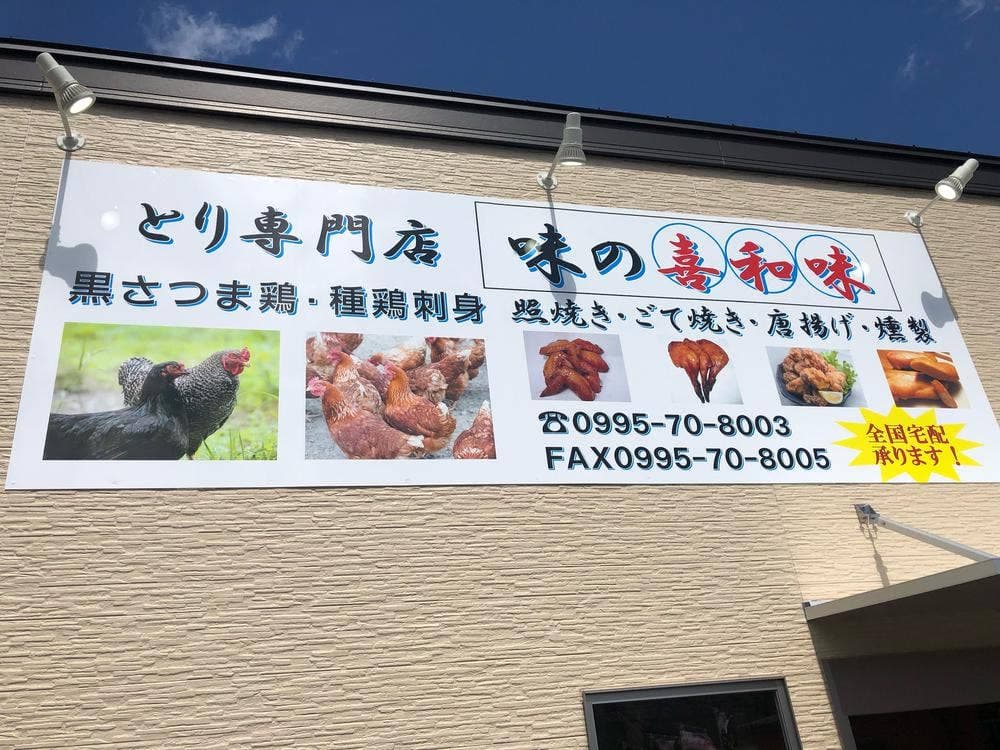 とり専門店
味の喜和味
黒さつま鶏・種鶏刺身
照焼き・ごて焼き・唐揚げ・燻製
☎0995-70-8003
FAX0995-70-8005
全国宅配
承ります!